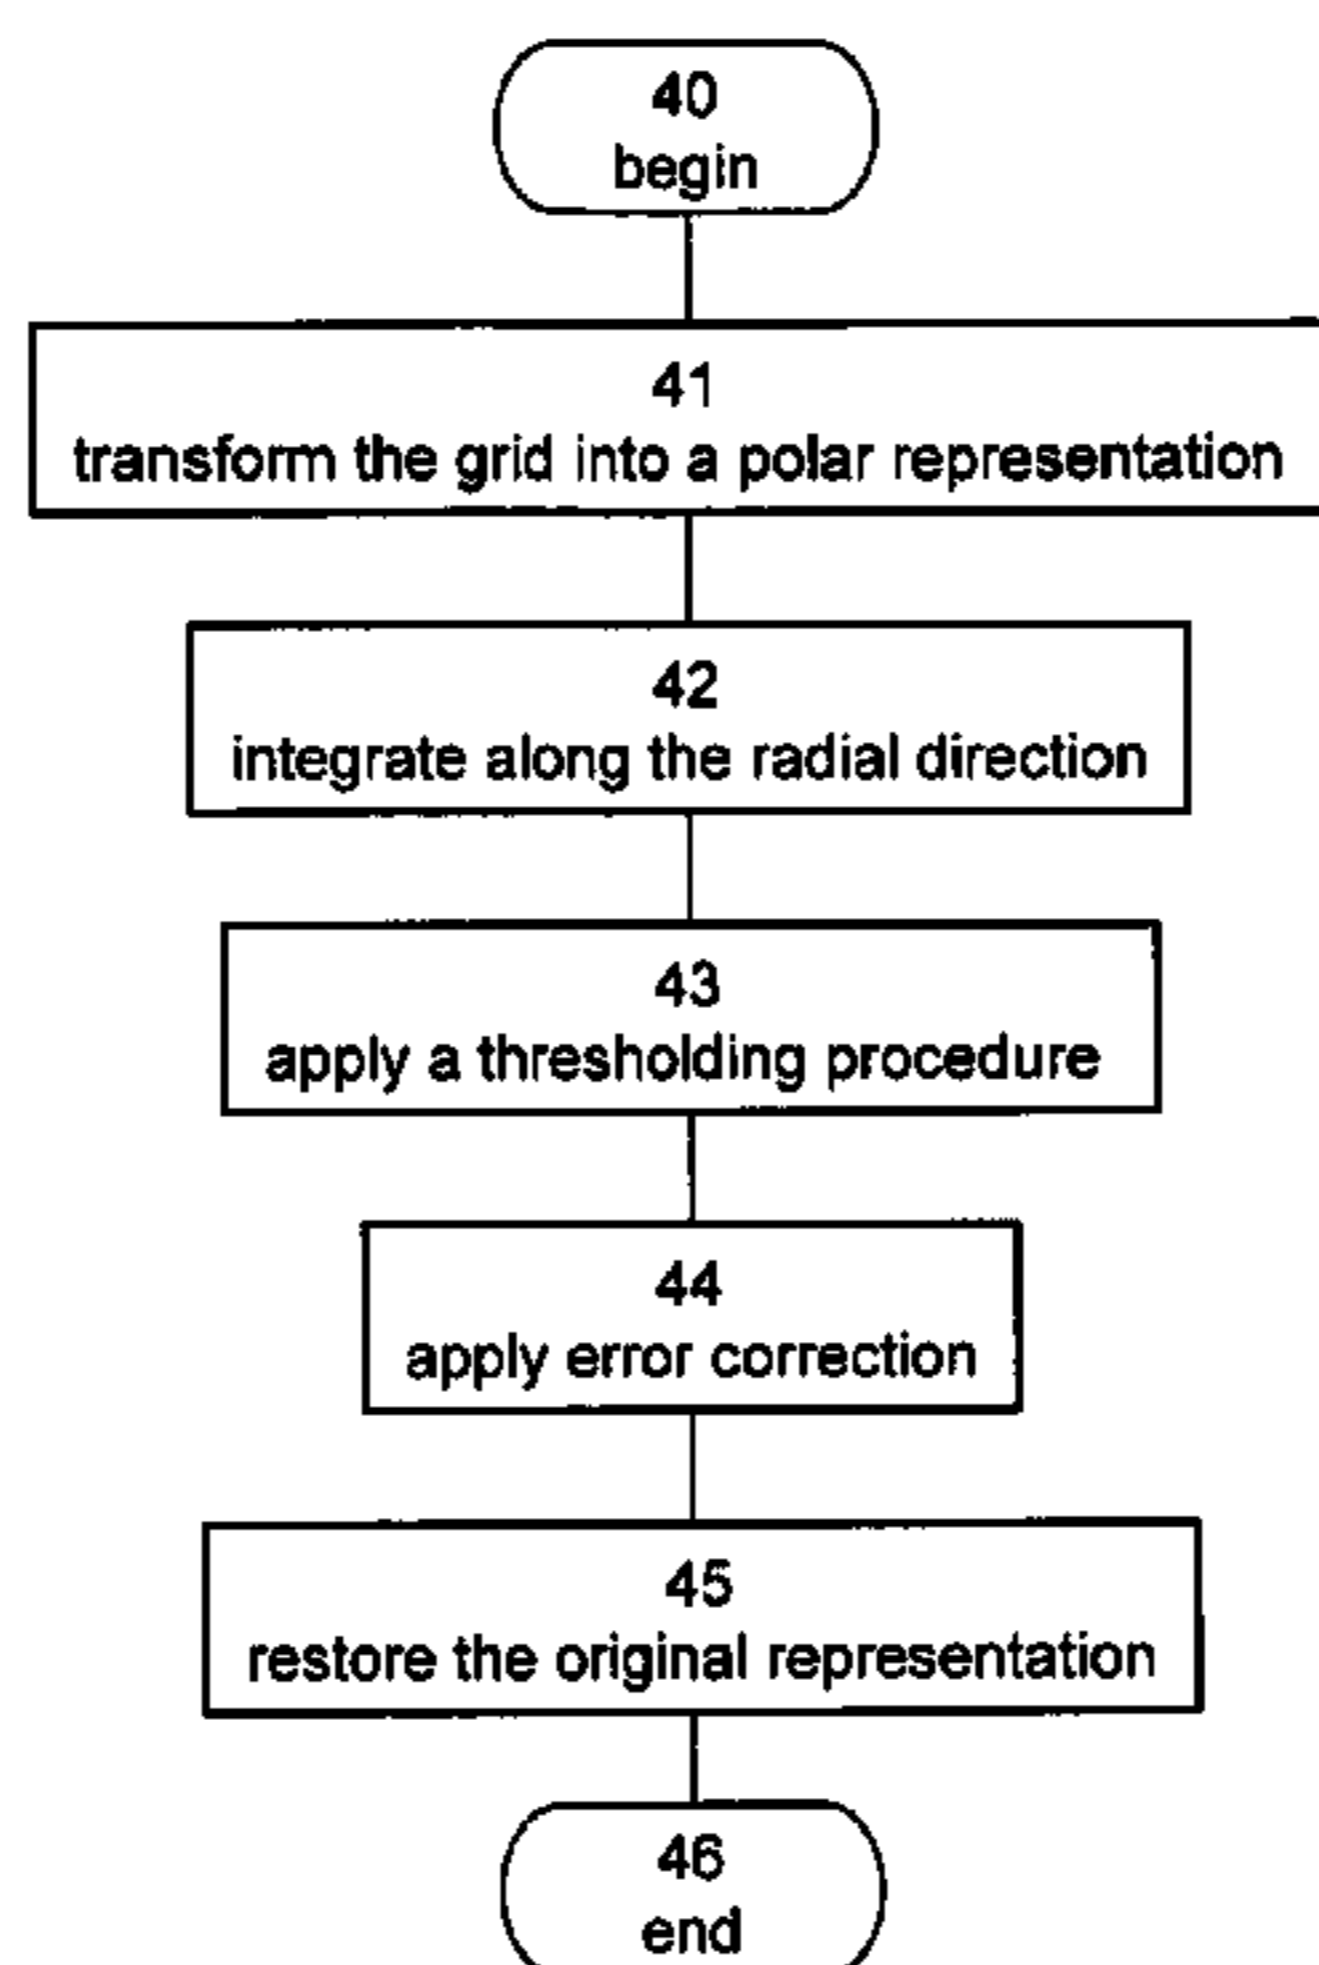 40
begin
41
transform the grid into a polar representation
42
integrate along the radial direction
43
apply a thresholding procedure
44
apply error correction
45
restore the original representation
46
end